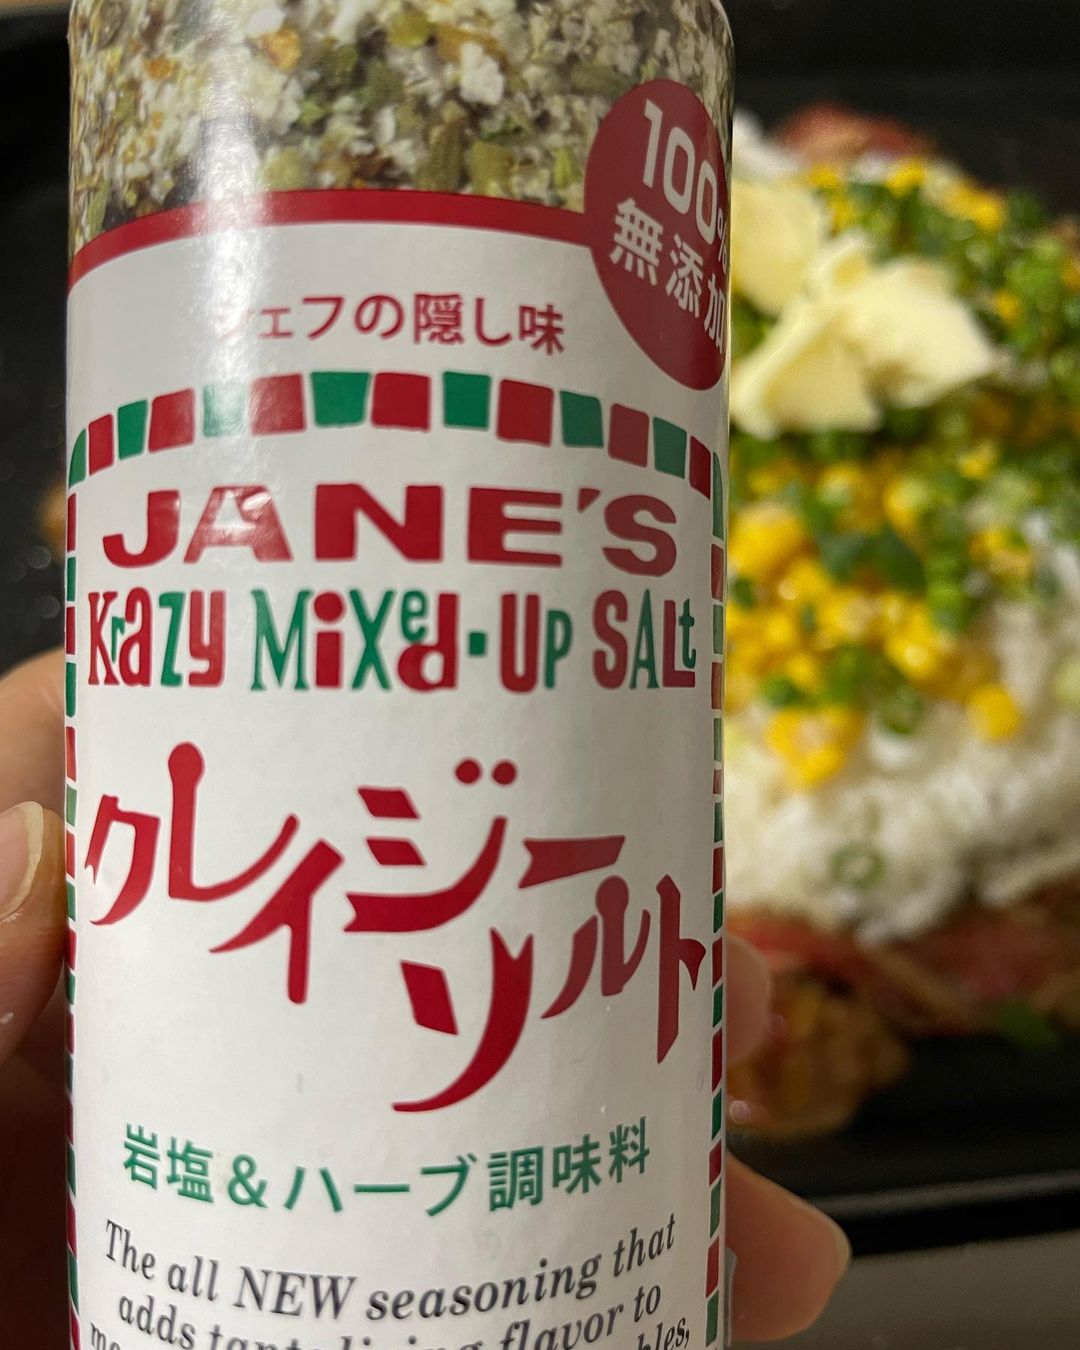 100%
無添加
シェフの隠し味
JANE'S
Krazy Mixed-Up Salt
クレイジー
ソルト
岩塩&ハーブ調味料
The all NEW seasoning that
adds tantalizing flavor to